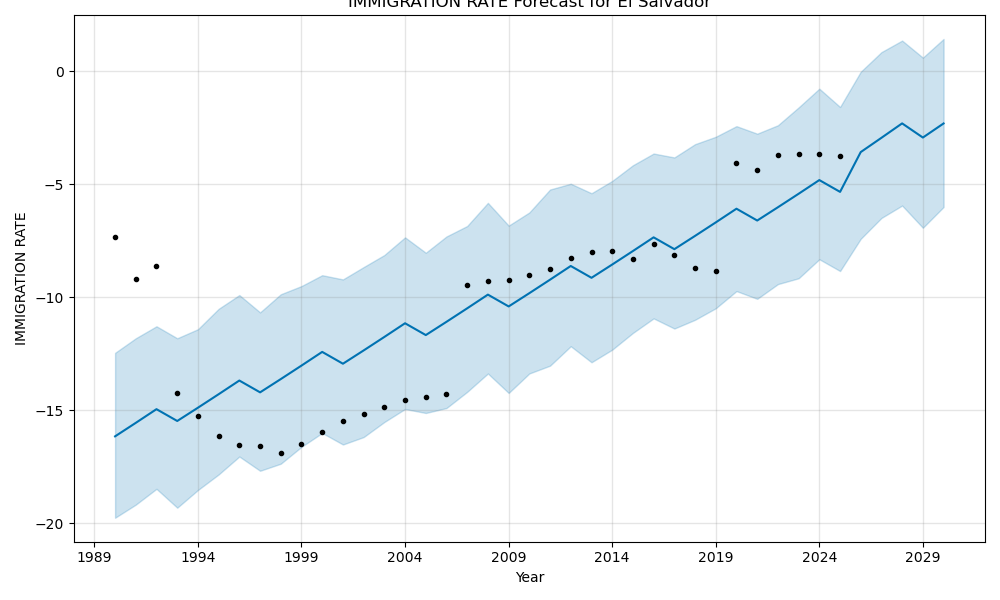 IMMIGRATION RATE Forecast for El Salvador
0
−5
−10
−15
−20
IMMIGRATION RATE
1989 1994 1999 2004 2009 2014 2019 2024 2029
Year